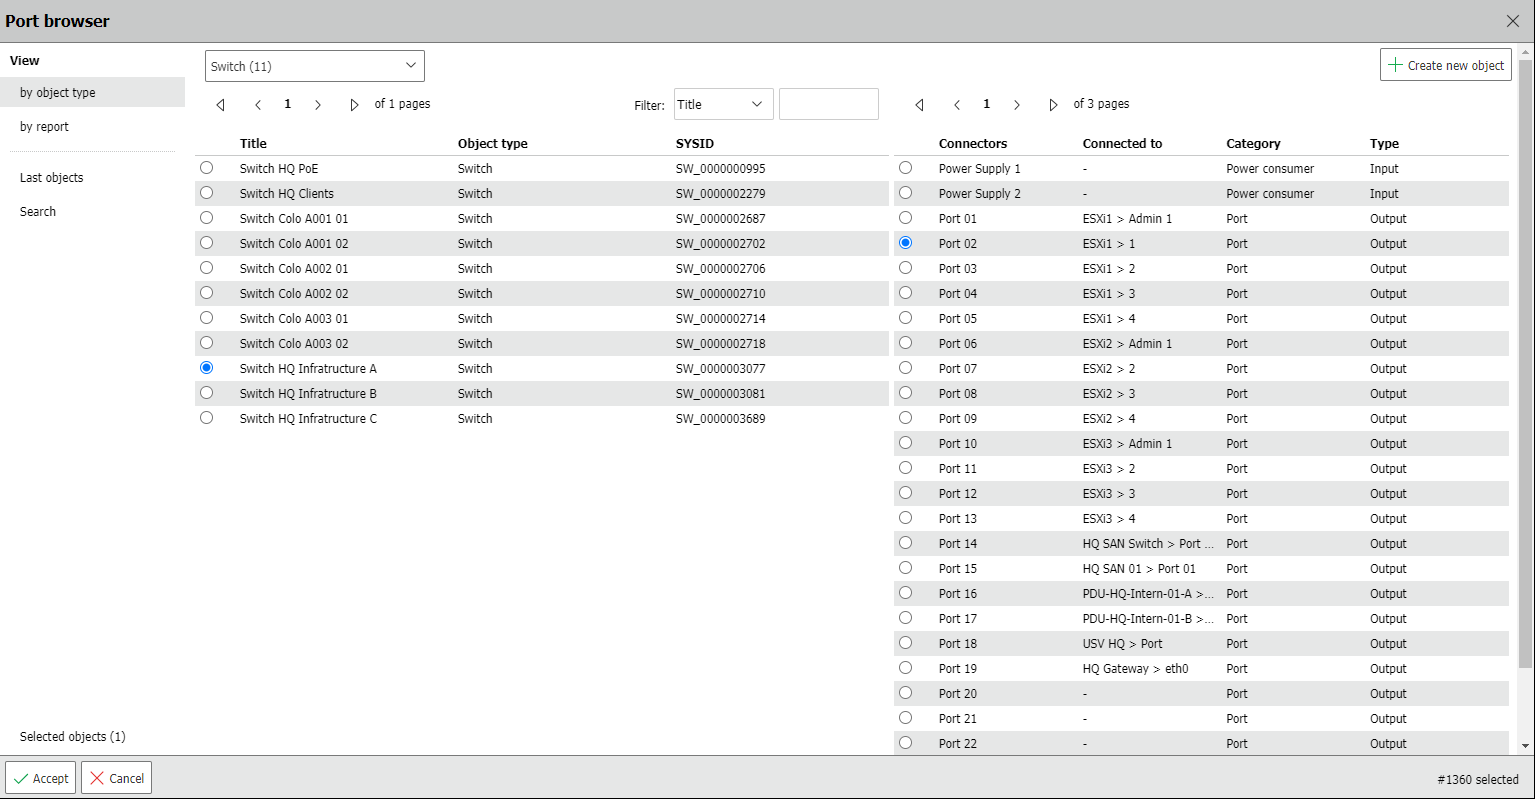 Port browser
View
by object type
by report
Last objects
Search
Selected objects (1)
Switch (11)
Create new object
1 of 1 pages
Filter: Title
1 of 3 pages
Title Object type SYSID
Switch HQ PoE Switch SW_0000000995
Switch HQ Clients Switch SW_0000002279
Switch Colo A001 01 Switch SW_0000002687
Switch Colo A001 02 Switch SW_0000002702
Switch Colo A002 01 Switch SW_0000002706
Switch Colo A002 02 Switch SW_0000002710
Switch Colo A003 01 Switch SW_0000002714
Switch Colo A003 02 Switch SW_0000002718
Switch HQ Infratructure A Switch SW_0000003077
Switch HQ Infratructure B Switch SW_0000003081
Switch HQ Infratructure C Switch SW_0000003689
Connectors Connected to Category Type
Power Supply 1 - Power consumer Input
Power Supply 2 - Power consumer Input
Port 01 ESXi1 > Admin 1 Port Output
Port 02 ESXi1 > 1 Port Output
Port 03 ESXi1 > 2 Port Output
Port 04 ESXi1 > 3 Port Output
Port 05 ESXi1 > 4 Port Output
Port 06 ESXi2 > Admin 1 Port Output
Port 07 ESXi2 > 2 Port Output
Port 08 ESXi2 > 3 Port Output
Port 09 ESXi2 > 4 Port Output
Port 10 ESXi3 > Admin 1 Port Output
Port 11 ESXi3 > 2 Port Output
Port 12 ESXi3 > 3 Port Output
Port 13 ESXi3 > 4 Port Output
Port 14 HQ SAN Switch > Port ... Port Output
Port 15 HQ SAN 01 > Port 01 Port Output
Port 16 PDU-HQ-Intern-01-A >... Port Output
Port 17 PDU-HQ-Intern-01-B >... Port Output
Port 18 USV HQ > Port Port Output
Port 19 HQ Gateway > eth0 Port Output
Port 20 - Port Output
Port 21 - Port Output
Port 22 - Port Output
Accept
Cancel
#1360 selected